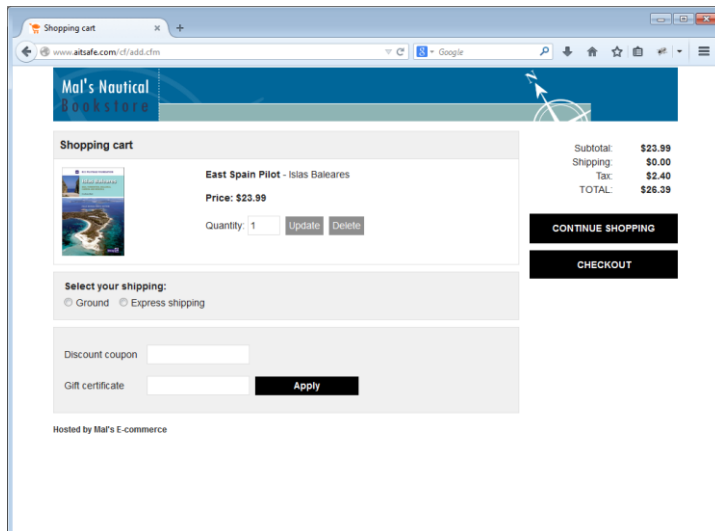 Shopping cart
www.aitsafe.com/cf/add.cfm
Google
Mal's Nautical
Bookstore
Shopping cart
East Spain Pilot - Islas Baleares
Price: $23.99
Quantity: 1 Update Delete
Subtotal: $23.99
Shipping: $0.00
Tax: $2.40
TOTAL: $26.39
CONTINUE SHOPPING
CHECKOUT
Select your shipping:
Ground Express shipping
Discount coupon
Gift certificate Apply
Hosted by Mal's E-commerce